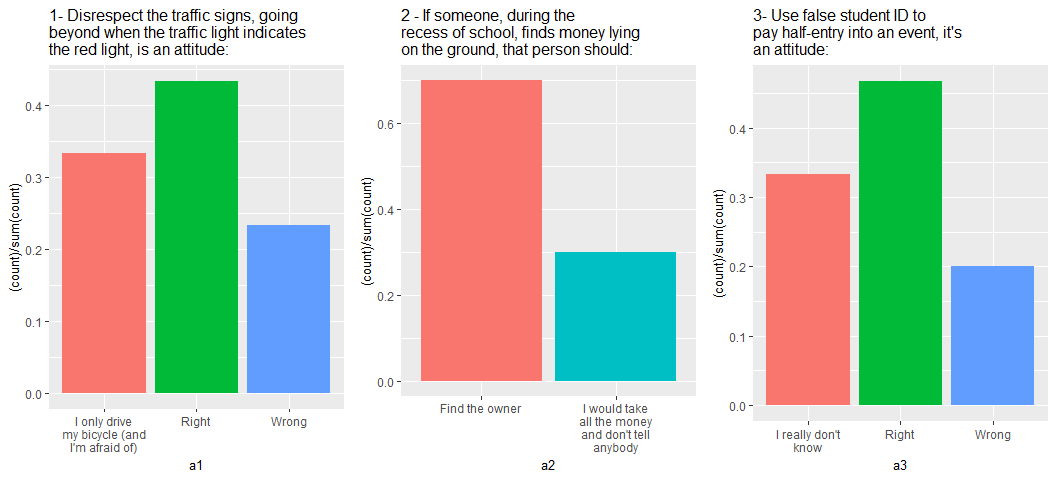 1- Disrespect the traffic signs, going
beyond when the traffic light indicates
the red light, is an attitude:
(count)/sum(count)
0.4
0.3
0.2
0.1
0.0
I only drive
my bicycle (and
I'm afraid of)
Right
Wrong
a1
2 - If someone, during the
recess of school, finds money lying
on the ground, that person should:
(count)/sum(count)
0.6
0.4
0.2
0.0
Find the owner
I would take
all the money
and don't tell
anybody
a2
3- Use false student ID to
pay half-entry into an event, it's
an attitude:
(count)/sum(count)
0.4
0.3
0.2
0.1
0.0
I really don't
know
Right
Wrong
a3